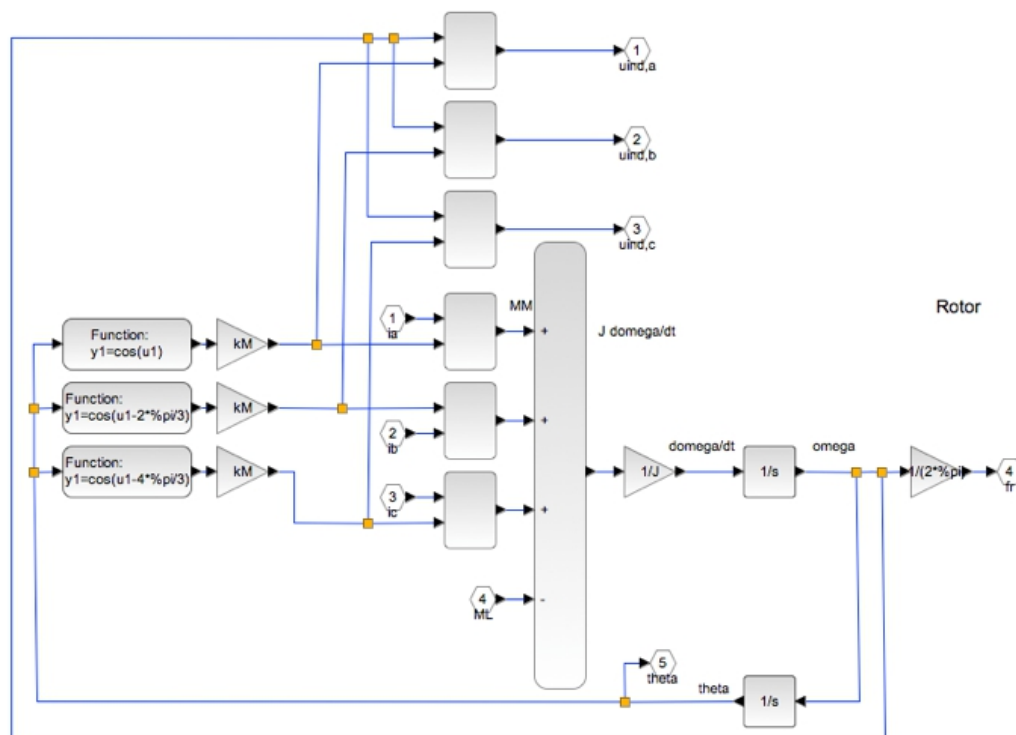 1
uind,a
2
uind,b
3
uind,c
MM
+
J domega/dt
Rotor
1
ia
Function:
y1=cos(u1)
kM
Function:
y1=cos(u1-2*%pi/3)
kM
2
ib
+
Function:
y1=cos(u1-4*%pi/3)
kM
3
ic
+
1/J
domega/dt
1/s
omega
1/(2*%pi)
4
fr
4
ML
-
5
theta
theta
1/s